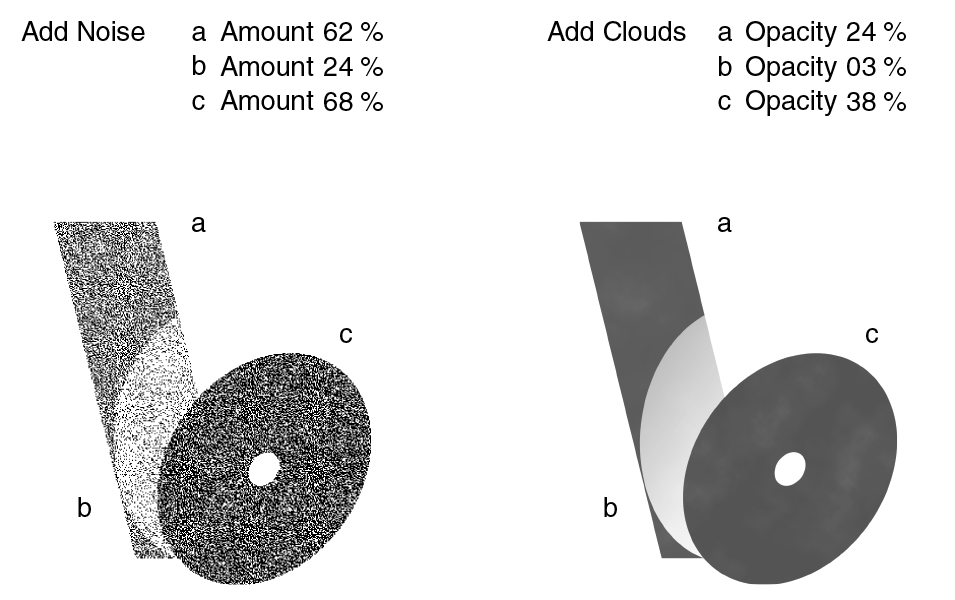 Add Noise a Amount 62 %
b Amount 24 %
c Amount 68 %
Add Clouds a Opacity 24 %
b Opacity 03 %
c Opacity 38 %
a
c
b
a
c
b